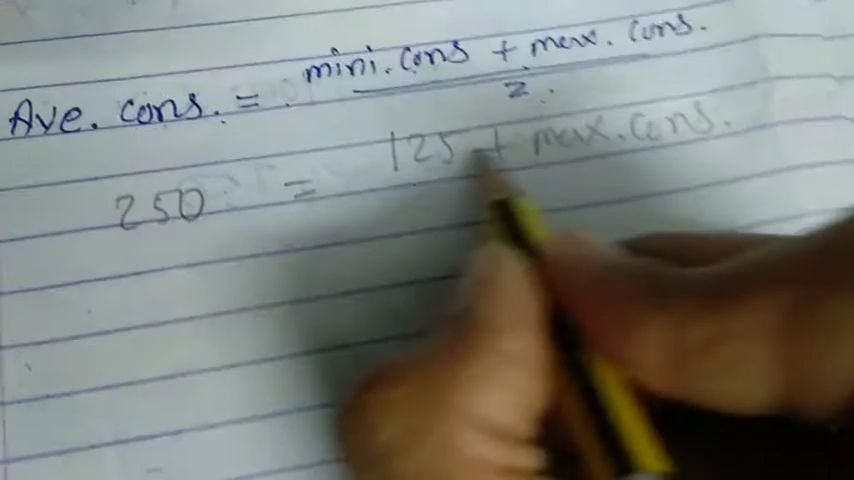 Ave. cons. = mini. cons + max. cons.
2.
250 = 125 + max. cons.